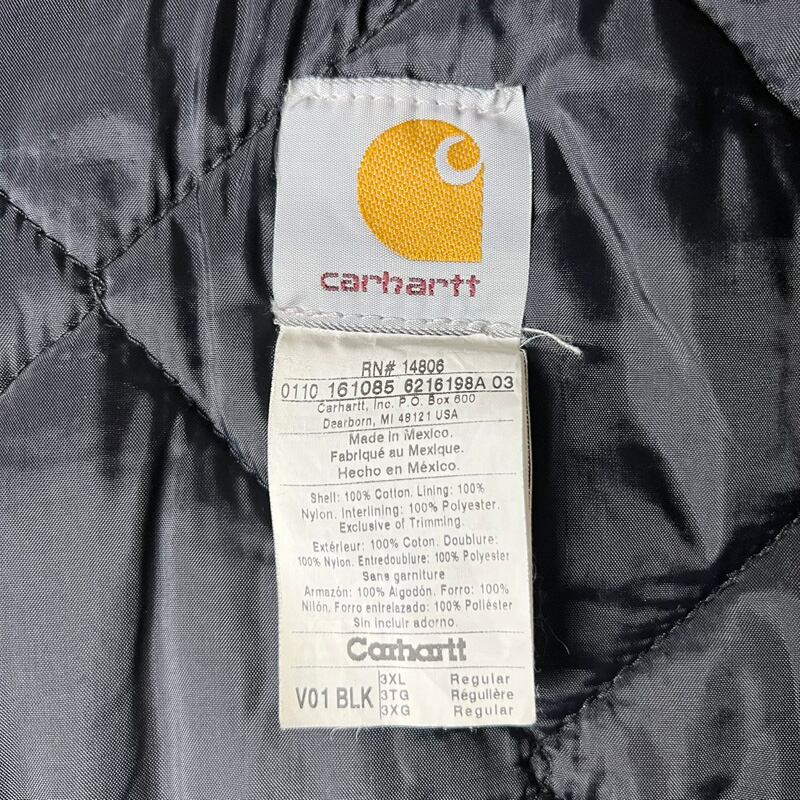 carhartt
RN# 14806
0110 161085 6216198A 03
Carhartt, Inc. P.O. Box 600
Dearborn, MI 48121 USA
Made in Mexico.
Fabriqué au Mexique.
Hecho en México.
Shell: 100% Cotton. Lining: 100%
Nylon. Interlining: 100% Polyester.
Exclusive of Trimming.
Extérieur: 100% Coton. Doublure:
100% Nylon. Entredoublure: 100% Polyester
Sans garniture
Armazón: 100% Algodón. Forro: 100%
Nilón. Forro entrelazado: 100% Poliéster
Sin incluir adorno.
Carhartt
V01 BLK
3XL Regular
3TG Régulière
3XG Regular